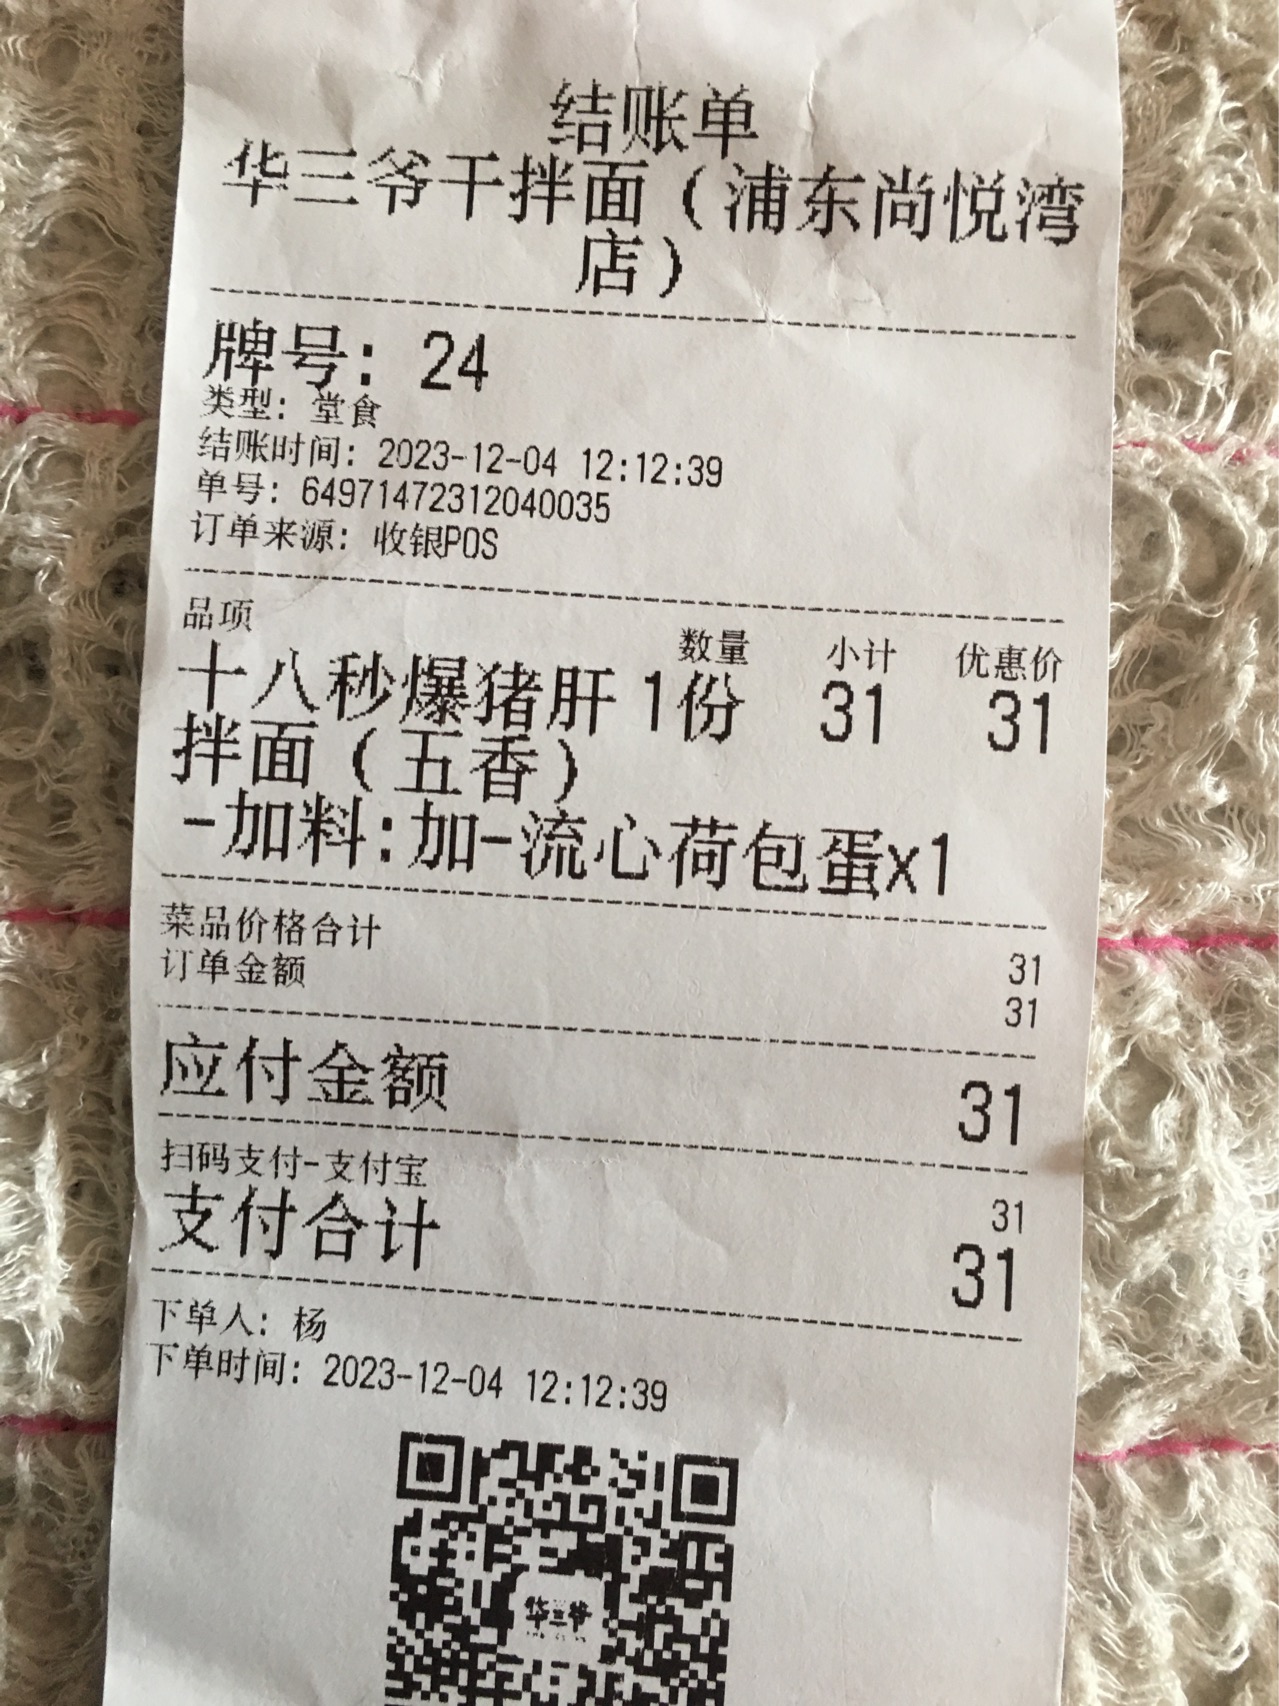 结账单
华三爷干拌面（浦东尚悦湾
店）
牌号：24
类型：堂食
结账时间：2023-12-04 12:12:39
单号：64971472312040035
订单来源：收银POS
品项 数量 小计 优惠价
十八秒爆猪肝 1份 31 31
拌面（五香）
-加料:加-流心荷包蛋x1
菜品价格合计 31
订单金额 31
应付金额 31
扫码支付-支付宝 31
支付合计 31
下单人：杨
下单时间：2023-12-04 12:12:39
华三爷